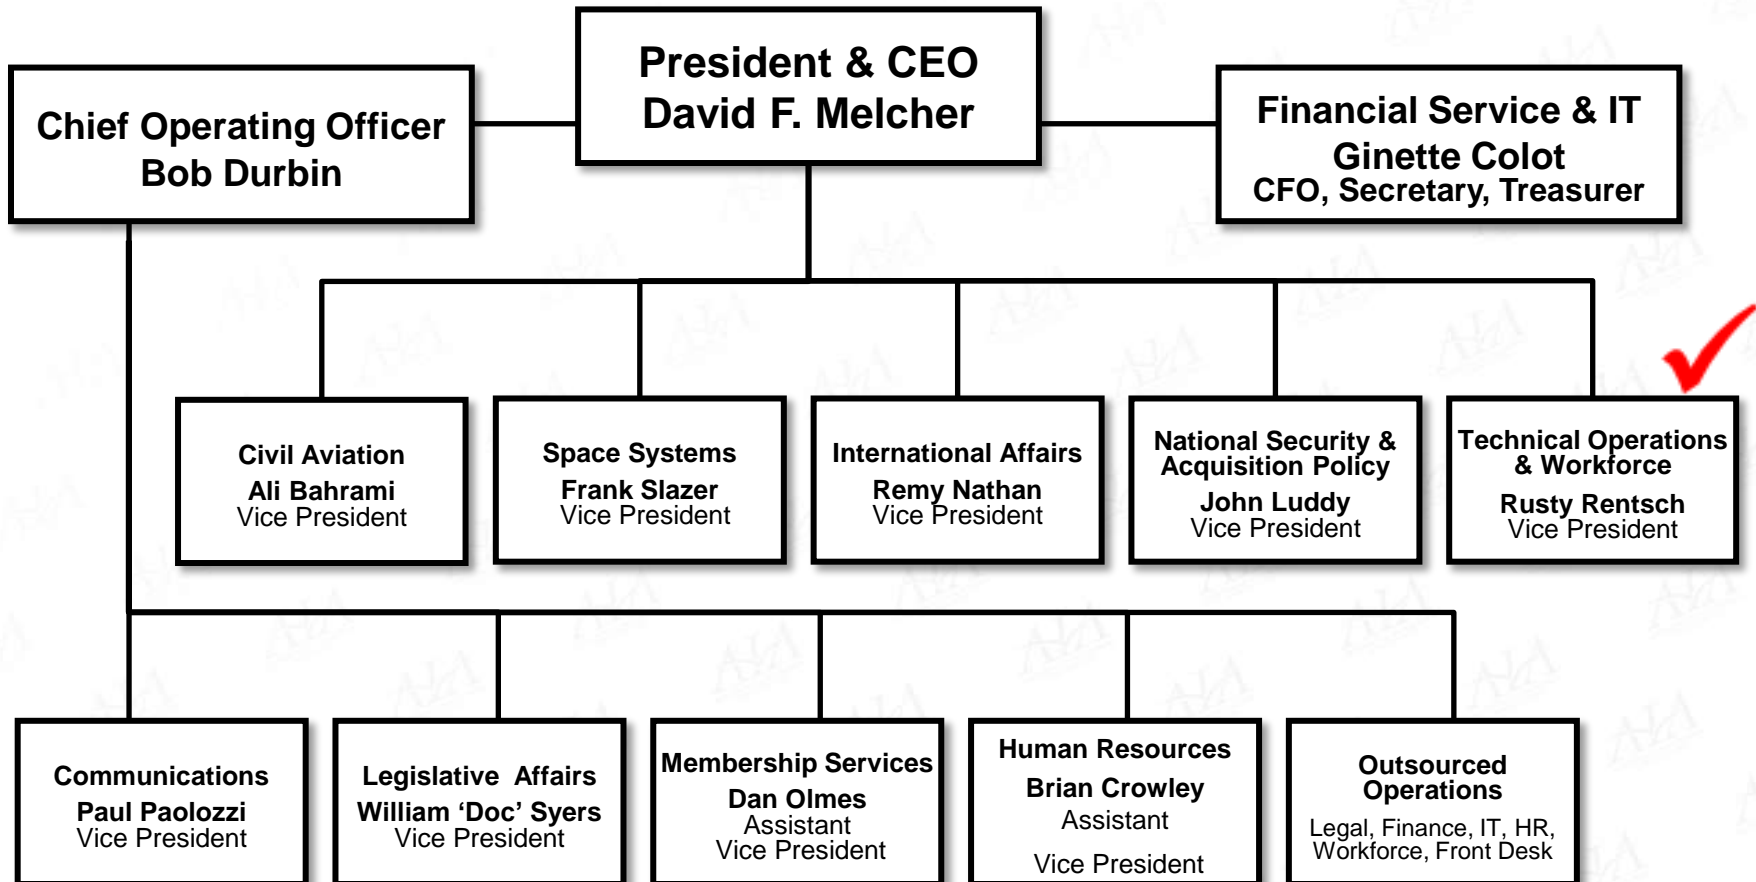 President & CEO
David F. Melcher
Chief Operating Officer
Bob Durbin
Financial Service & IT
Ginette Colot
CFO, Secretary, Treasurer
Civil Aviation
Ali Bahrami
Vice President
Space Systems
Frank Slazer
Vice President
International Affairs
Remy Nathan
Vice President
National Security &
Acquisition Policy
John Luddy
Vice President
Technical Operations
& Workforce
Rusty Rentsch
Vice President
Communications
Paul Paolozzi
Vice President
Legislative Affairs
William ‘Doc’ Syers
Vice President
Membership Services
Dan Olmes
Assistant
Vice President
Human Resources
Brian Crowley
Assistant
Vice President
Outsourced
Operations
Legal, Finance, IT, HR,
Workforce, Front Desk